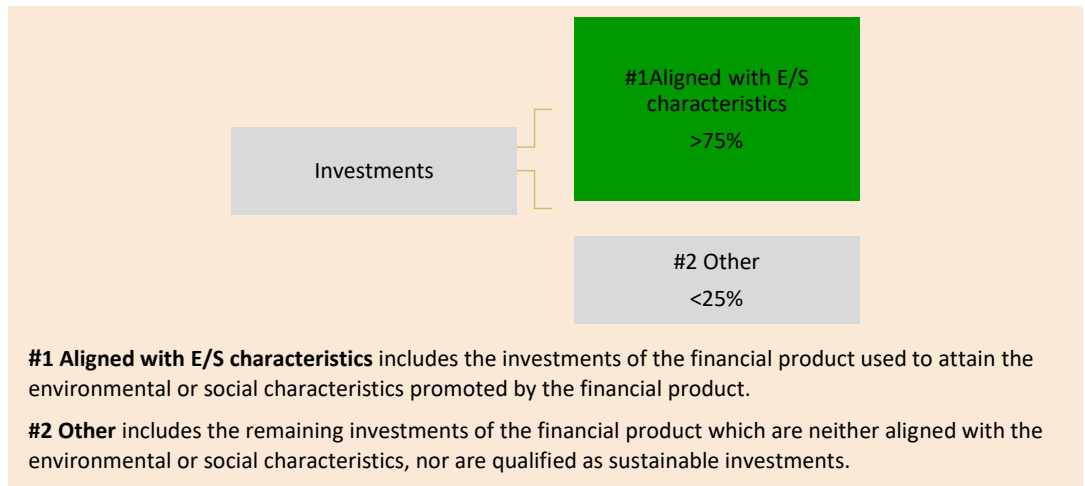 #1Aligned with E/S
characteristics
>75%
Investments
#2 Other
<25%
#1 Aligned with E/S characteristics includes the investments of the financial product used to attain the
environmental or social characteristics promoted by the financial product.
#2 Other includes the remaining investments of the financial product which are neither aligned with the
environmental or social characteristics, nor are qualified as sustainable investments.